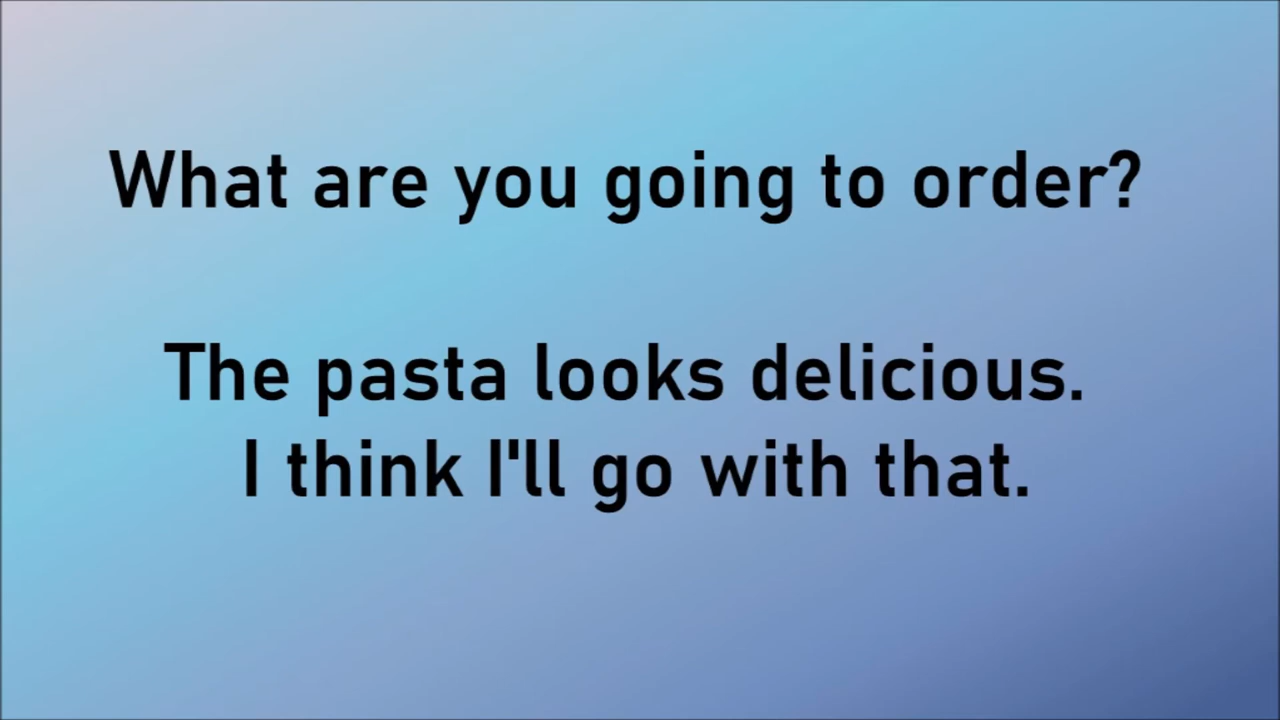 What are you going to order?
The pasta looks delicious.
I think I'll go with that.